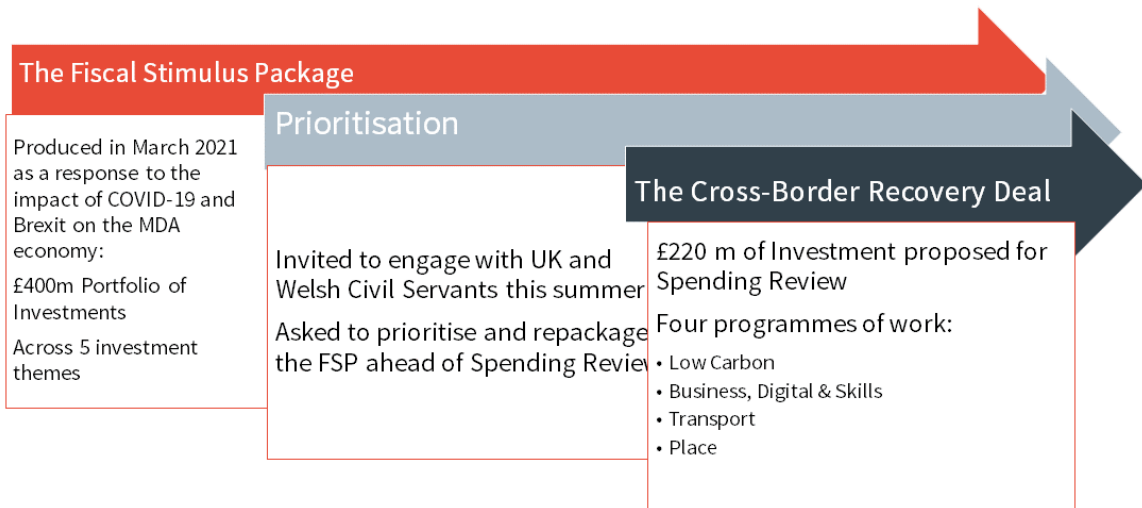 The Fiscal Stimulus Package
Produced in March 2021
as a response to the
impact of COVID-19 and
Brexit on the MDA
economy:
£400m Portfolio of
Investments
Across 5 investment
themes
Prioritisation
Invited to engage with UK and
Welsh Civil Servants this summer
Asked to prioritise and repackage
the FSP ahead of Spending Review
The Cross-Border Recovery Deal
£220 m of Investment proposed for
Spending Review
Four programmes of work:
• Low Carbon
• Business, Digital & Skills
• Transport
• Place